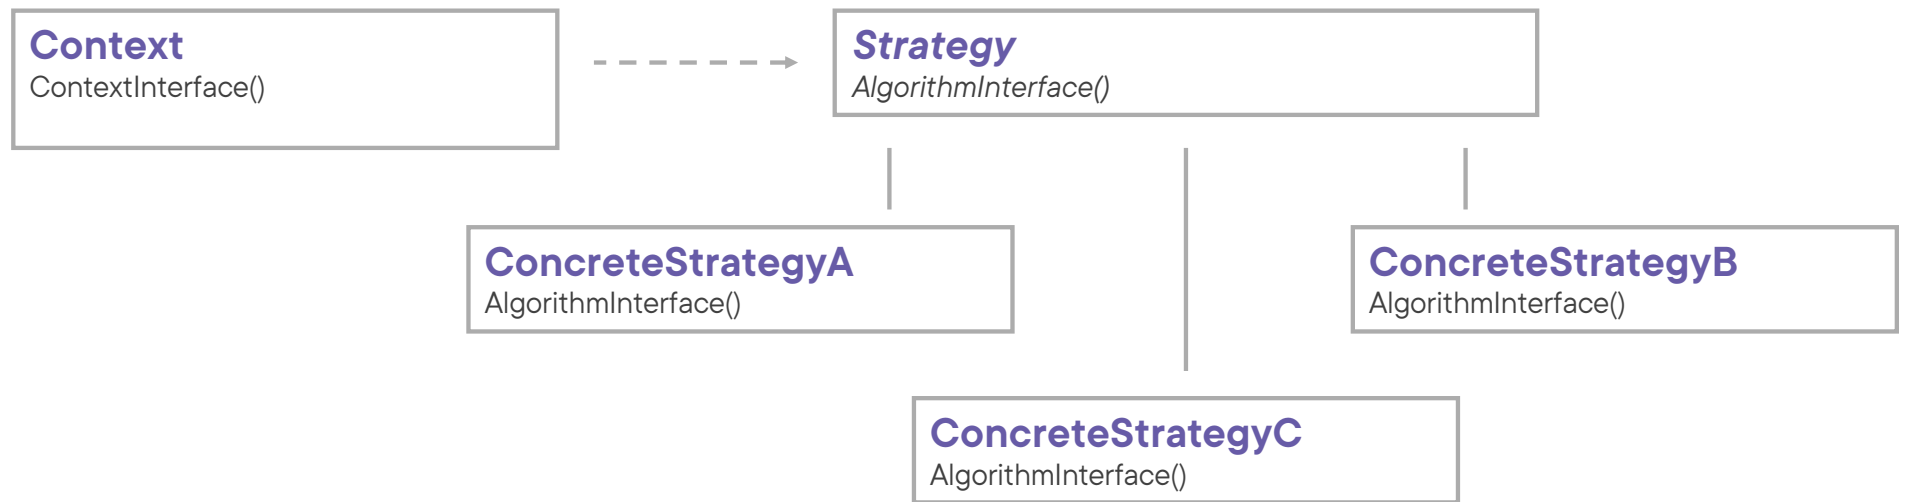 Context
ContextInterface()
Strategy
AlgorithmInterface()
ConcreteStrategyA
AlgorithmInterface()
ConcreteStrategyB
AlgorithmInterface()
ConcreteStrategyC
AlgorithmInterface()